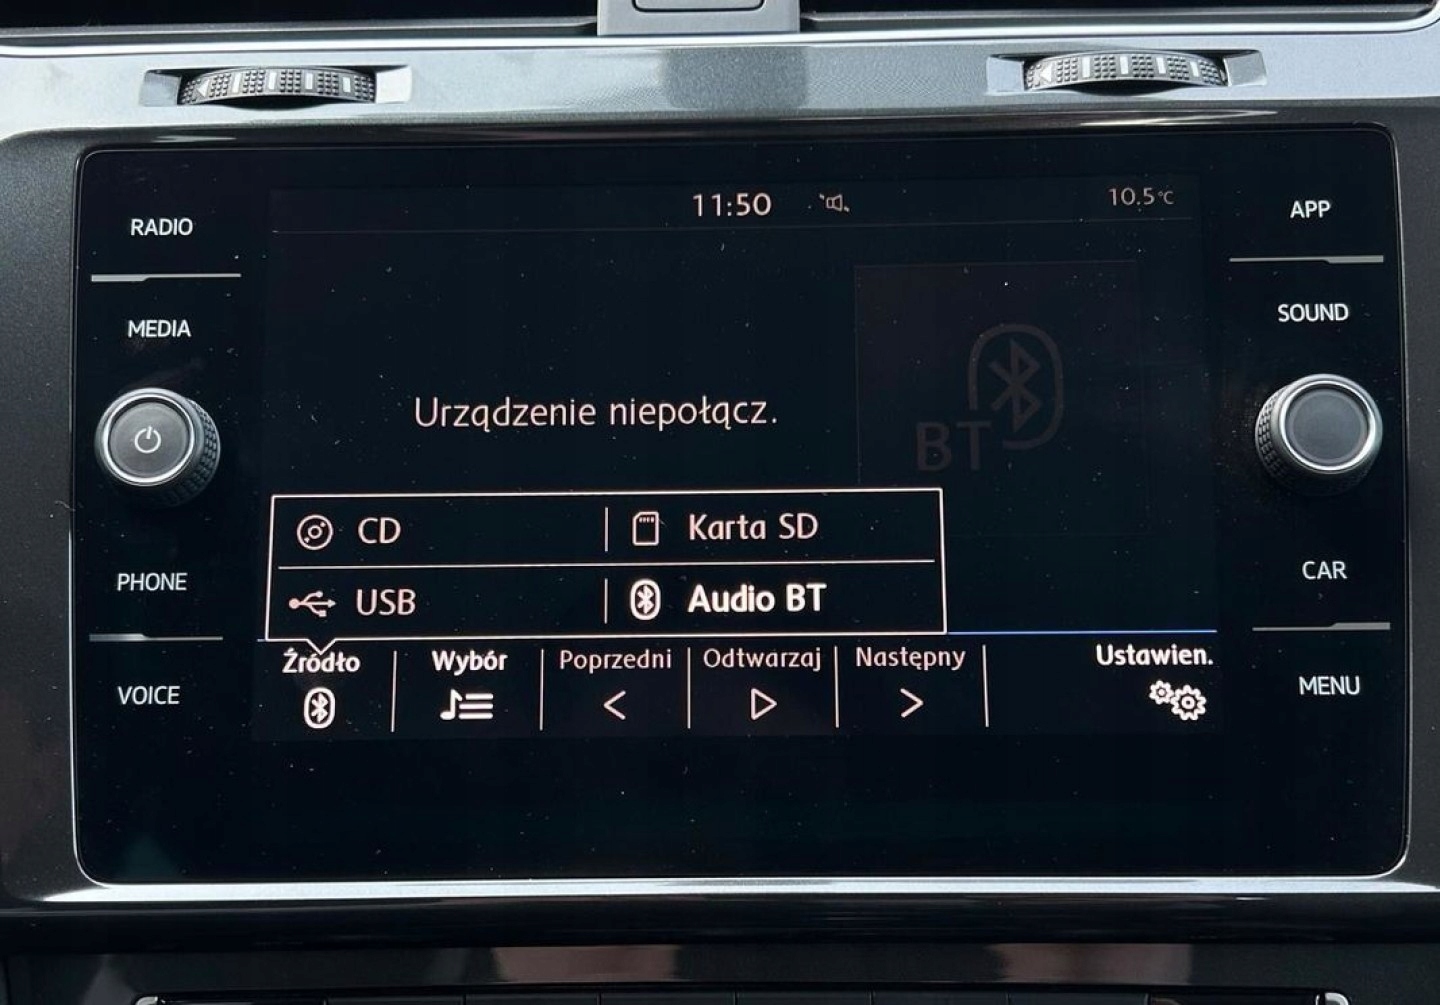 RADIO
11:50
10.5°C
APP
MEDIA
SOUND
Urządzenie niepołącz.
BT
CD
Karta SD
PHONE
USB
Audio BT
CAR
Źródło
Wybór
Poprzedni
Odtwarzaj
Następny
Ustawien.
VOICE
MENU